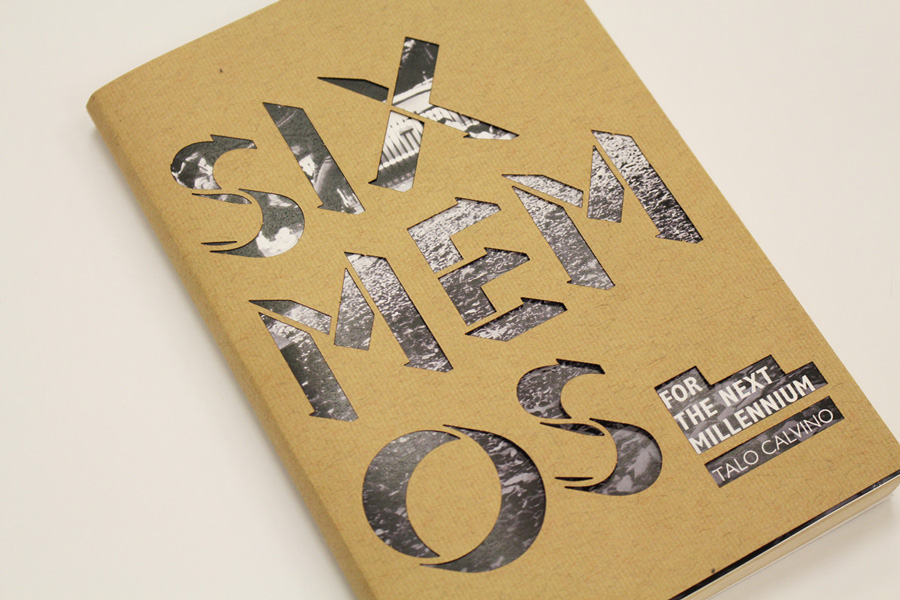 SIX
MEM
OS
FOR
THE NEXT
MILLENNIUM
TALO CALVINO